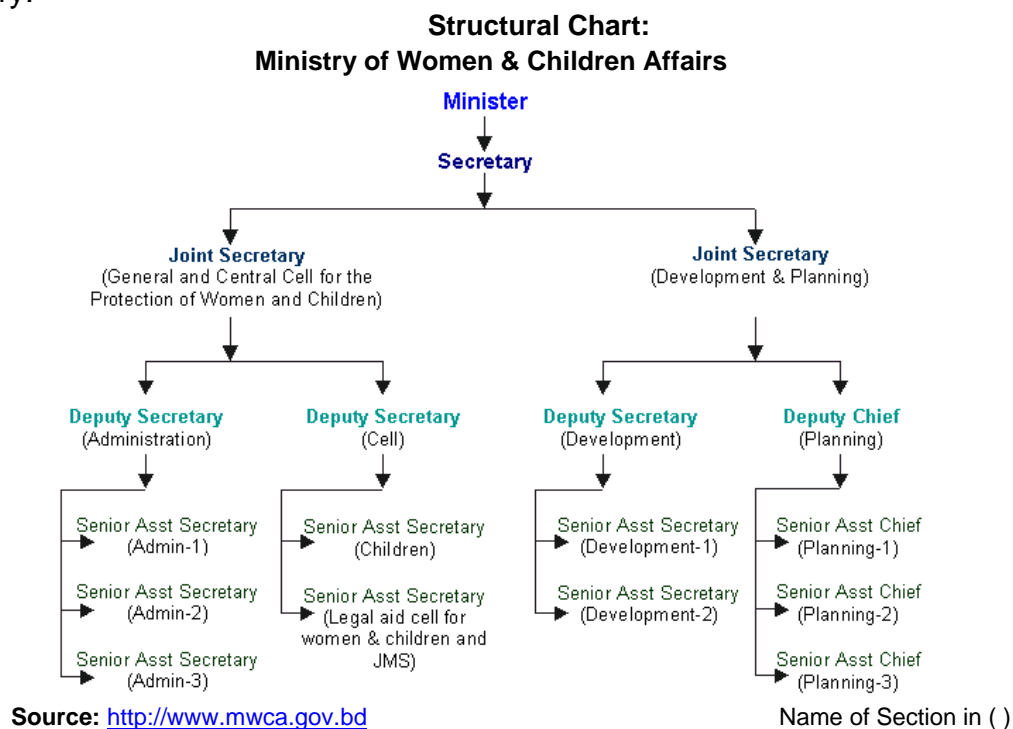 ry.
Structural Chart:
Ministry of Women & Children Affairs
Minister
Secretary
Joint Secretary
(General and Central Cell for the
Protection of Women and Children)
Joint Secretary
(Development & Planning)
Deputy Secretary
(Administration)
Deputy Secretary
(Cell)
Deputy Secretary
(Development)
Deputy Chief
(Planning)
Senior Asst Secretary
(Admin-1)
Senior Asst Secretary
(Admin-2)
Senior Asst Secretary
(Admin-3)
Senior Asst Secretary
(Children)
Senior Asst Secretary
(Legal aid cell for
women & children and
JMS)
Senior Asst Secretary
(Development-1)
Senior Asst Secretary
(Development-2)
Senior Asst Chief
(Planning-1)
Senior Asst Chief
(Planning-2)
Senior Asst Chief
(Planning-3)
Source: http://www.mwca.gov.bd
Name of Section in ( )